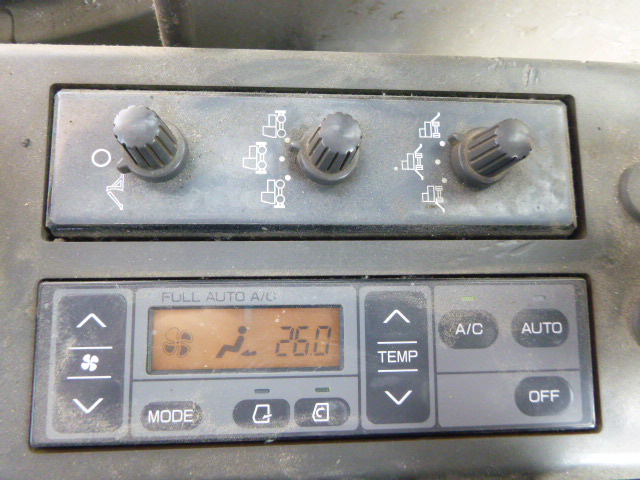 FULL AUTO A/C
26.0
TEMP
A/C
AUTO
MODE
OFF